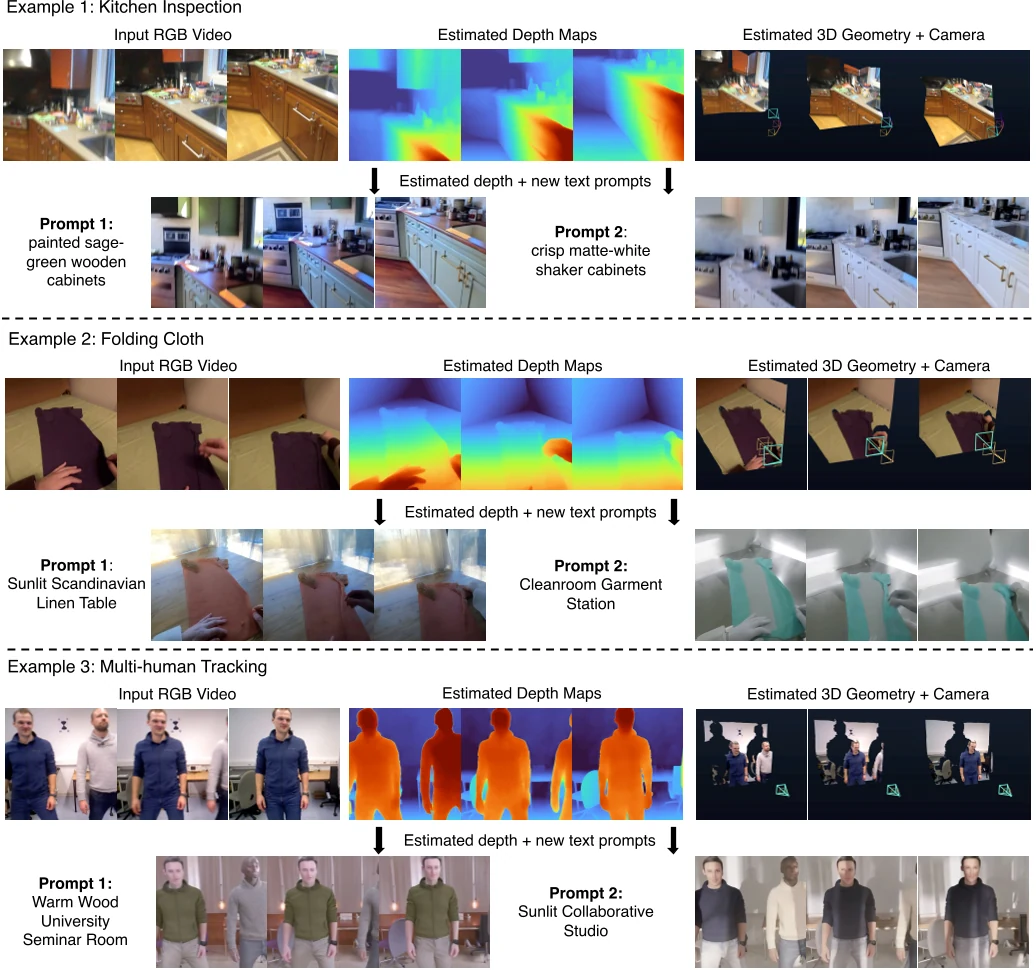 Example 1: Kitchen Inspection
Input RGB Video
Estimated Depth Maps
Estimated 3D Geometry + Camera
Estimated depth + new text prompts
Prompt 1:
painted sage-
green wooden
cabinets
Prompt 2:
crisp matte-white
shaker cabinets
Example 2: Folding Cloth
Input RGB Video
Estimated Depth Maps
Estimated 3D Geometry + Camera
Estimated depth + new text prompts
Prompt 1:
Sunlit Scandinavian
Linen Table
Prompt 2:
Cleanroom Garment
Station
Example 3: Multi-human Tracking
Input RGB Video
Estimated Depth Maps
Estimated 3D Geometry + Camera
Estimated depth + new text prompts
Prompt 1:
Warm Wood
University
Seminar Room
Prompt 2:
Sunlit Collaborative
Studio